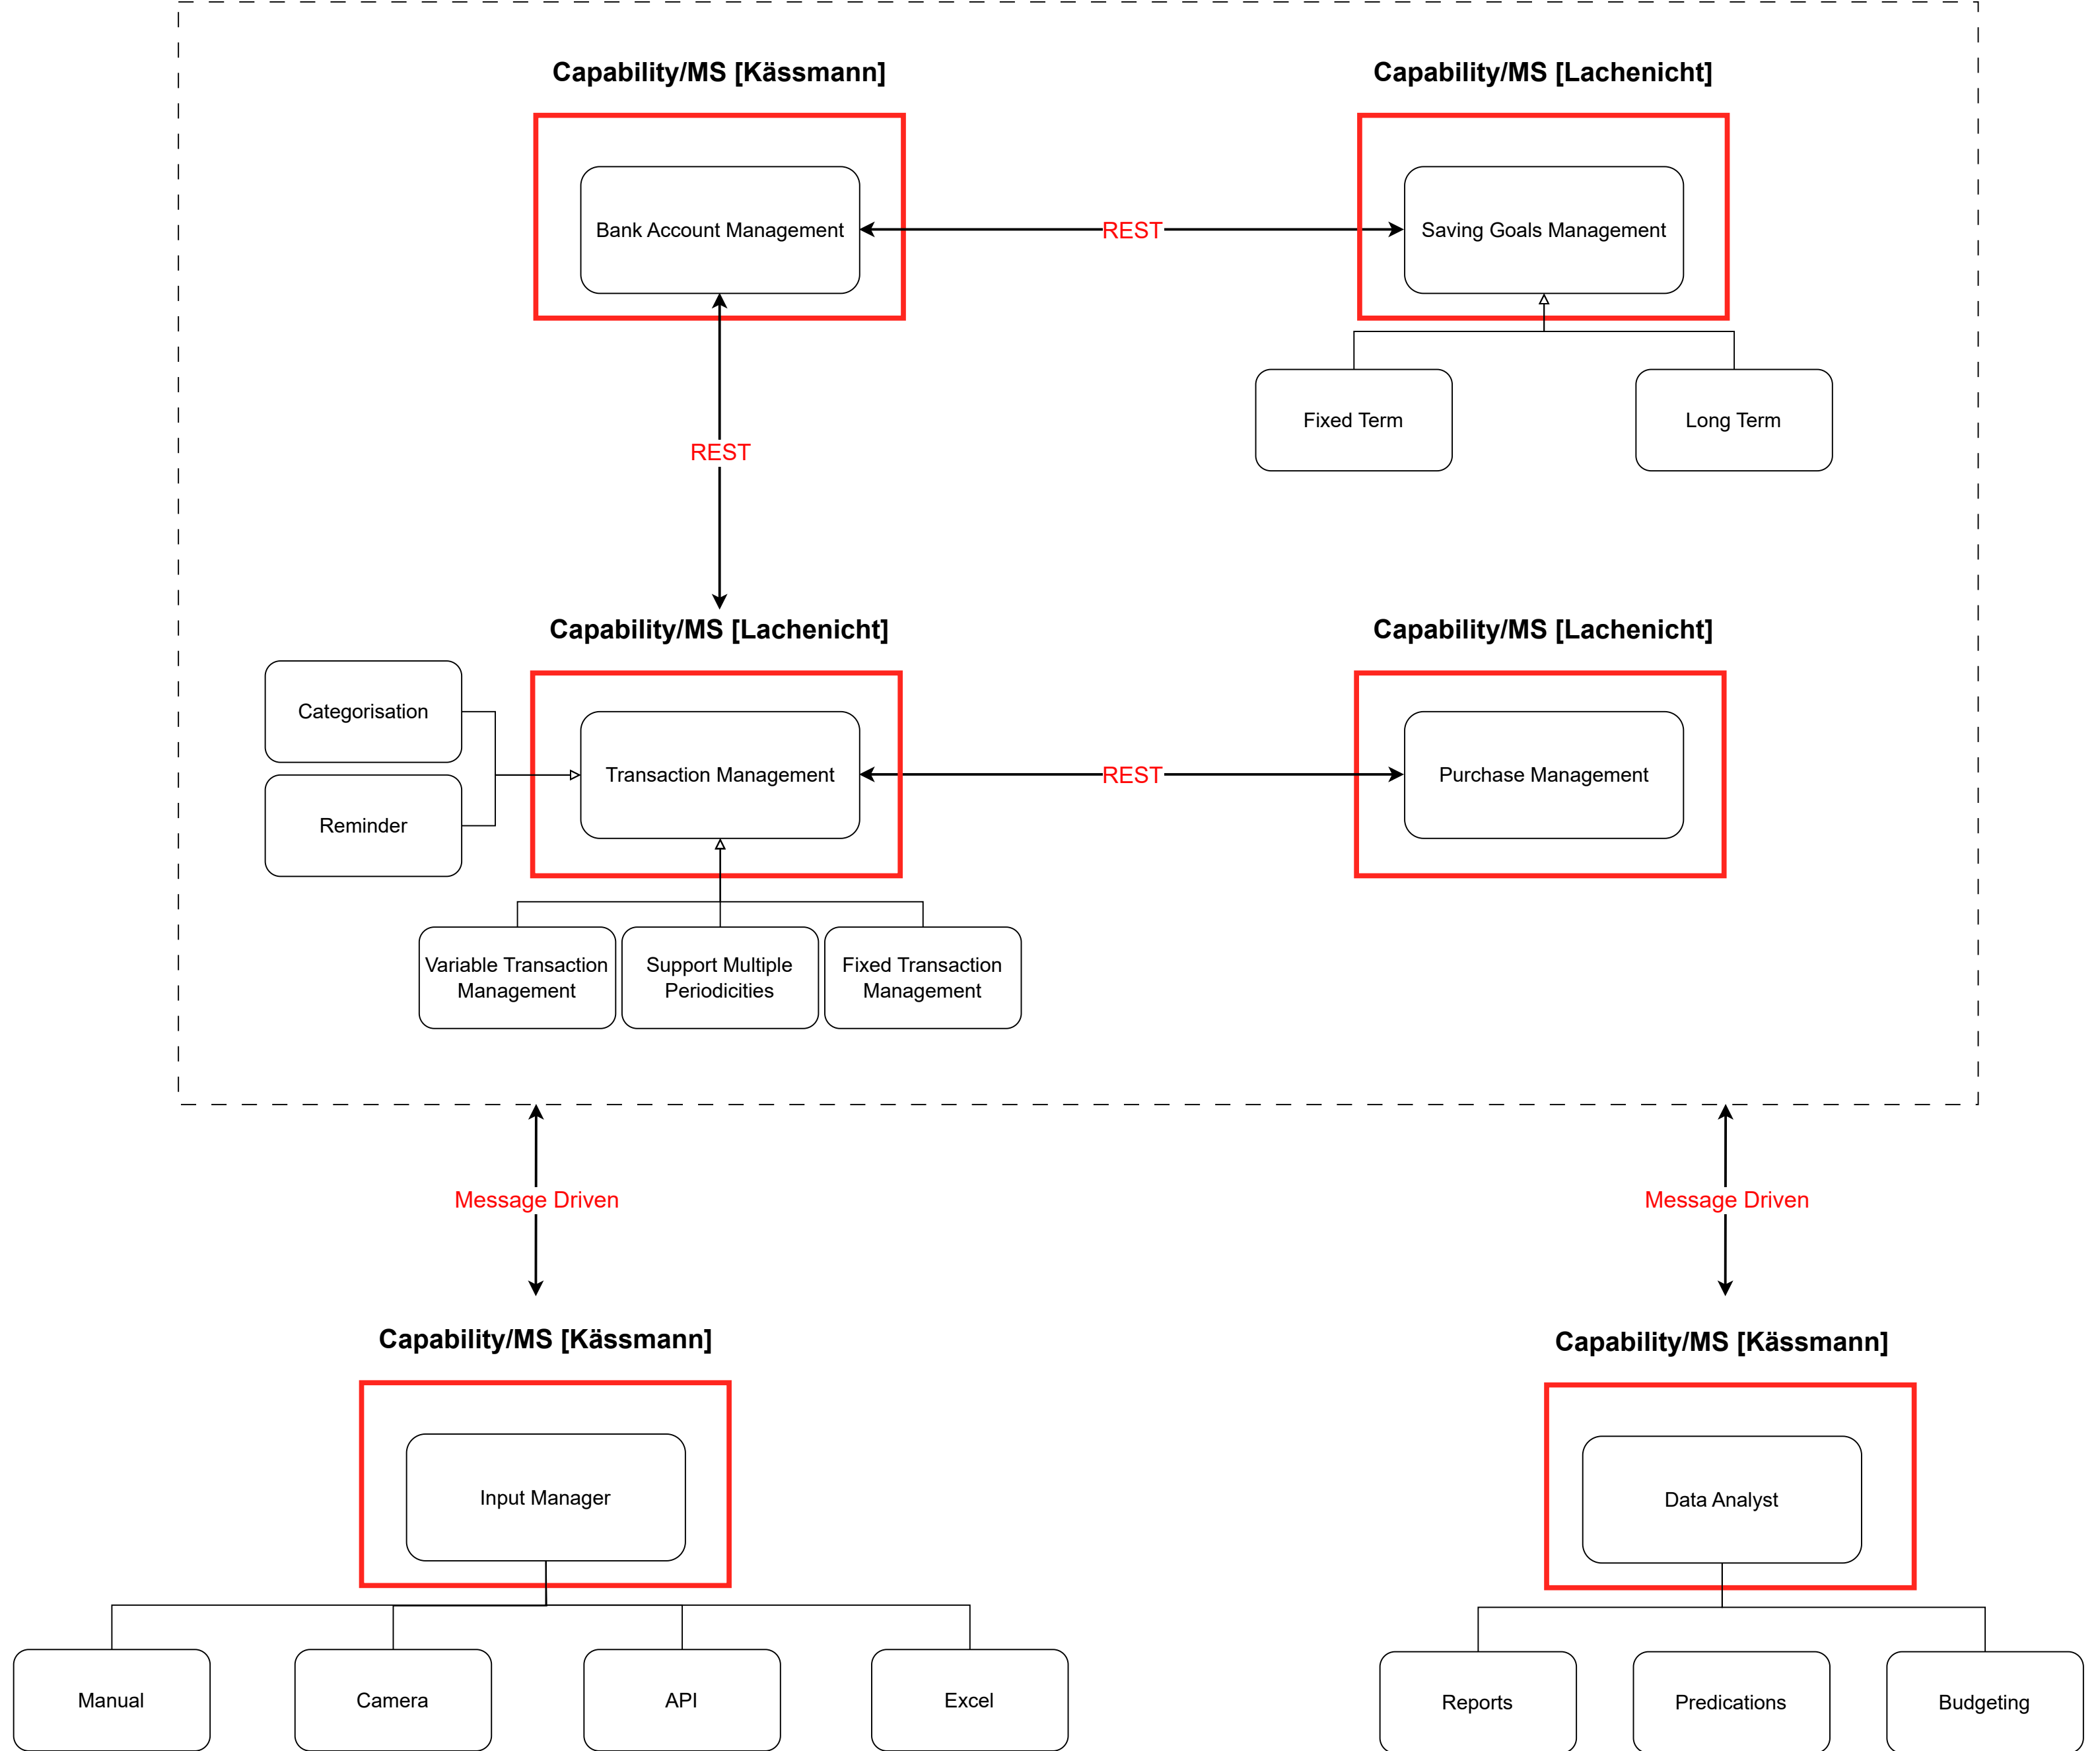 Capability/MS [Kässmann]
Capability/MS [Lachenicht]
Bank Account Management
REST
Saving Goals Management
Fixed Term
Long Term
REST
Capability/MS [Lachenicht]
Capability/MS [Lachenicht]
Categorisation
Reminder
Transaction Management
REST
Purchase Management
Variable Transaction
Management
Support Multiple
Periodicities
Fixed Transaction
Management
Message Driven
Message Driven
Capability/MS [Kässmann]
Capability/MS [Kässmann]
Input Manager
Data Analyst
Manual
Camera
API
Excel
Reports
Predications
Budgeting